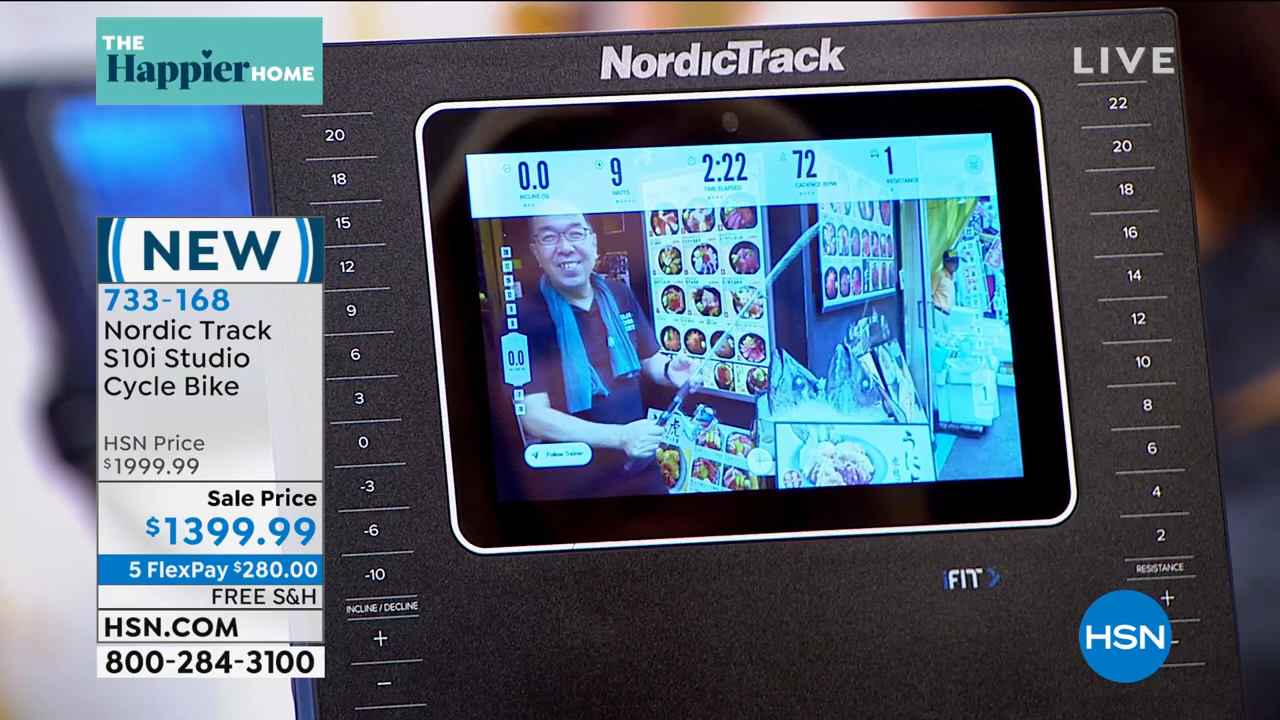 THE
Happier HOME
NordicTrack
LIVE
NEW
733-168
Nordic Track
S10i Studio
Cycle Bike
HSN Price
$1999.99
Sale Price
$1399.99
5 FlexPay $280.00
FREE S&H
HSN.COM
800-284-3100
20
18
15
12
9
6
3
0
-3
-6
-10
INCLINE / DECLINE
+
−
0.0
INCLINE (%)
9
WATTS
2:22
TIME ELAPSED
72
CADENCE (RPM)
1
RESISTANCE
0.0
Follow Trainer
うに
虎
1
iFIT
22
20
18
16
14
12
10
8
6
4
2
RESISTANCE
+
-
HSN